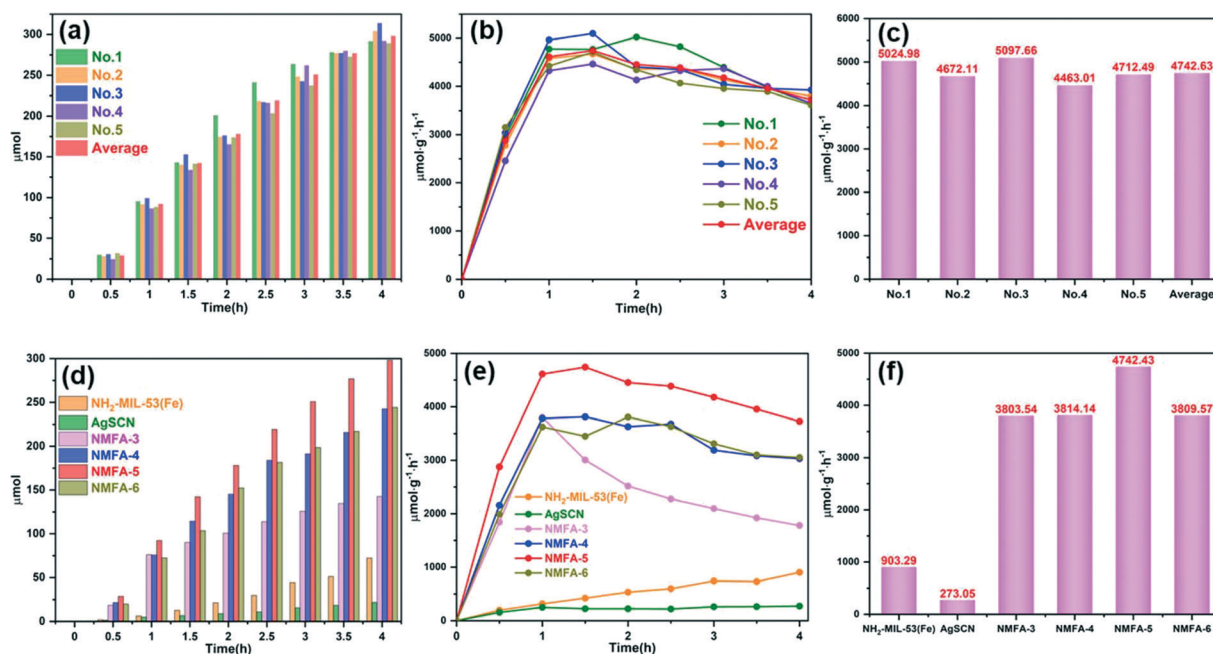 (a)
No.1
No.2
No.3
No.4
No.5
Average
μmol
300
250
200
150
100
50
0
0 0.5 1 1.5 2 2.5 3 3.5 4
Time(h)
(b)
μmol·g⁻¹·h⁻¹
5000
4000
3000
2000
1000
0
No.1
No.2
No.3
No.4
No.5
Average
0 1 2 3 4
Time(h)
(c)
μmol·g⁻¹·h⁻¹
6000
5000
4000
3000
2000
1000
0
5024.98 4672.11 5097.66 4463.01 4712.49 4742.63
No.1 No.2 No.3 No.4 No.5 Average
(d)
NH₂-MIL-53(Fe)
AgSCN
NMFA-3
NMFA-4
NMFA-5
NMFA-6
μmol
300
250
200
150
100
50
0
0 0.5 1 1.5 2 2.5 3 3.5 4
Time(h)
(e)
μmol·g⁻¹·h⁻¹
5000
4000
3000
2000
1000
0
NH₂-MIL-53(Fe)
AgSCN
NMFA-3
NMFA-4
NMFA-5
NMFA-6
0 1 2 3 4
Time(h)
(f)
μmol·g⁻¹·h⁻¹
5000
4000
3000
2000
1000
0
903.29 273.05 3803.54 3814.14 4742.43 3809.57
NH₂-MIL-53(Fe) AgSCN NMFA-3 NMFA-4 NMFA-5 NMFA-6